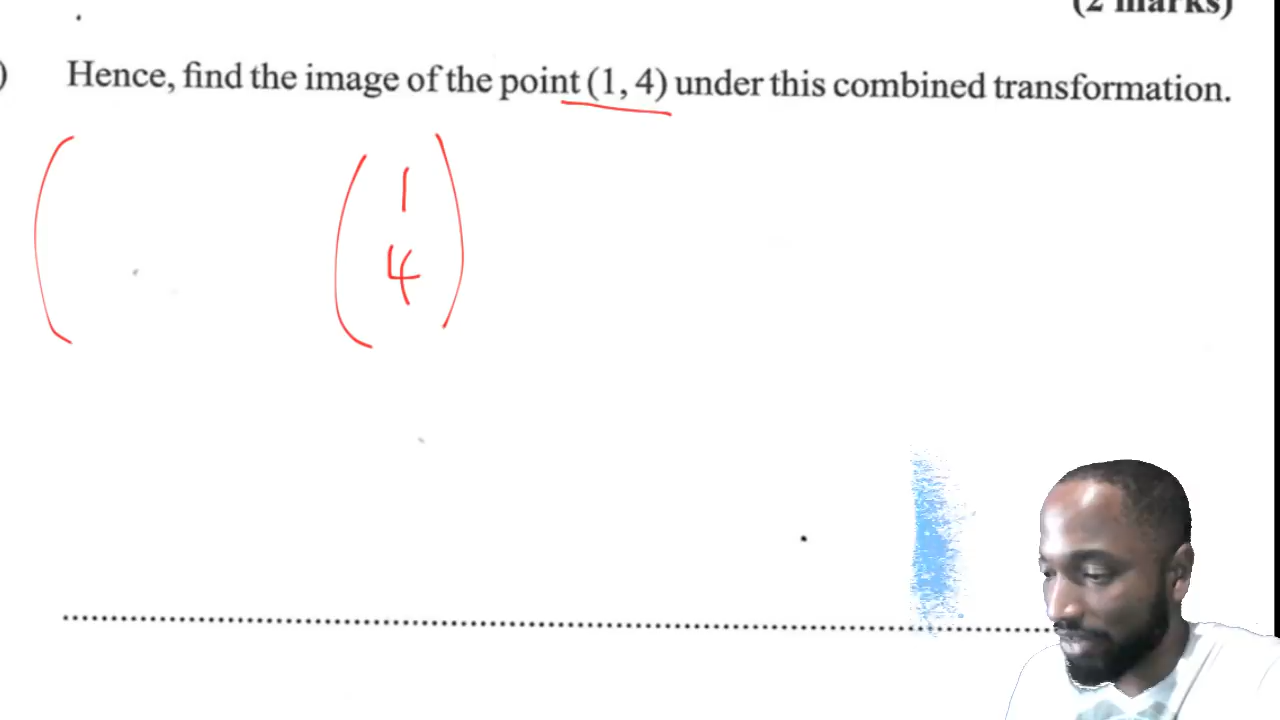 (2 marks)
) Hence, find the image of the point (1, 4) under this combined transformation.
( ( 1
4 )